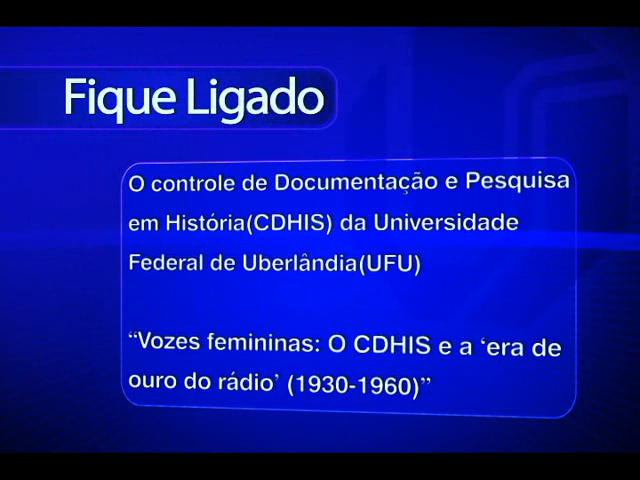 Fique Ligado
O controle de Documentação e Pesquisa
em História(CDHIS) da Universidade
Federal de Uberlândia(UFU)
“Vozes femininas: O CDHIS e a ‘era de
ouro do rádio’ (1930-1960)”